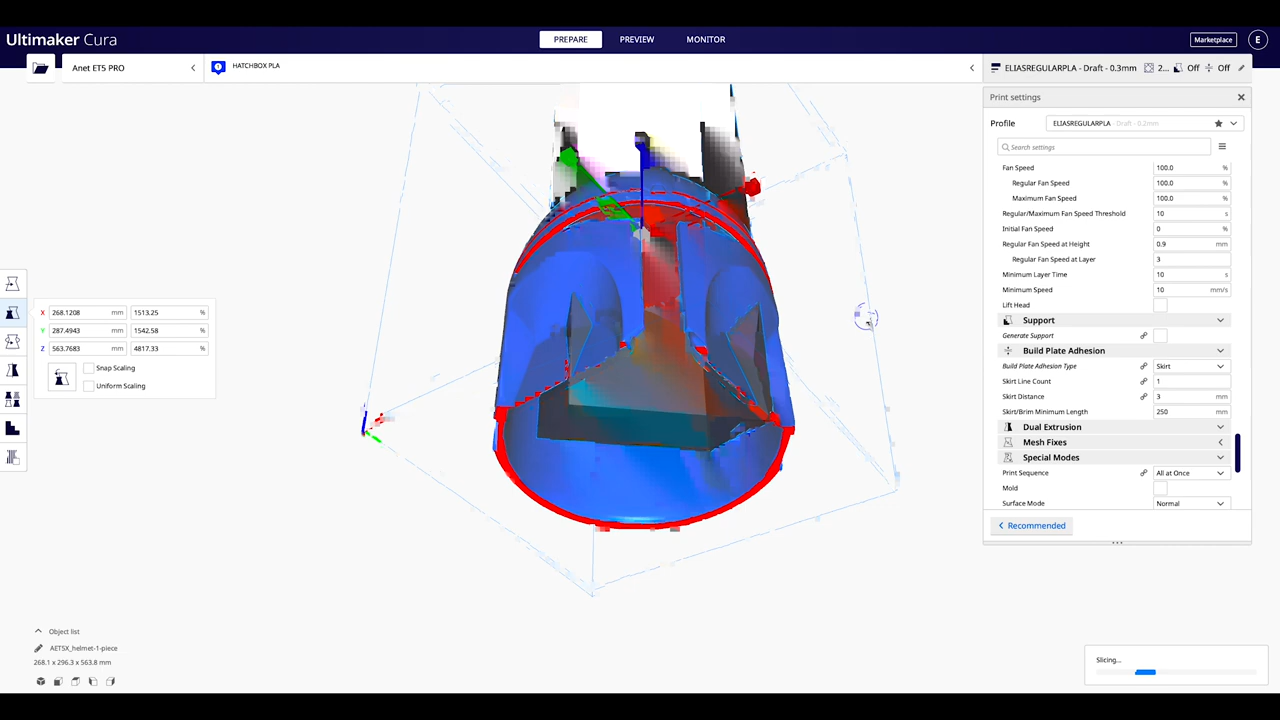 Ultimaker Cura
PREPARE
PREVIEW
MONITOR
Marketplace
E
Anet ET5 PRO
HATCHBOX PLA
ELIASREGULARPLA - Draft - 0.3mm
2...
Off
Off
Print settings
Profile
ELIASREGULARPLA - Draft - 0.2mm
Search settings
Fan Speed 100.0 %
Regular Fan Speed 100.0 %
Maximum Fan Speed 100.0 %
Regular/Maximum Fan Speed Threshold 10 s
Initial Fan Speed 0 %
Regular Fan Speed at Height 0.9 mm
Regular Fan Speed at Layer 3
Minimum Layer Time 10 s
Minimum Speed 10 mm/s
Lift Head
Support
Generate Support
Build Plate Adhesion
Build Plate Adhesion Type Skirt
Skirt Line Count 1
Skirt Distance 3 mm
Skirt/Brim Minimum Length 250 mm
Dual Extrusion
Mesh Fixes
Special Modes
Print Sequence All at Once
Mold
Surface Mode Normal
Recommended
X 268.1208 mm 1513.25 %
Y 287.4943 mm 1542.58 %
Z 563.7683 mm 4817.33 %
Snap Scaling
Uniform Scaling
Object list
AET5X_helmet-1-piece
268.1 x 296.3 x 563.8 mm
Slicing...